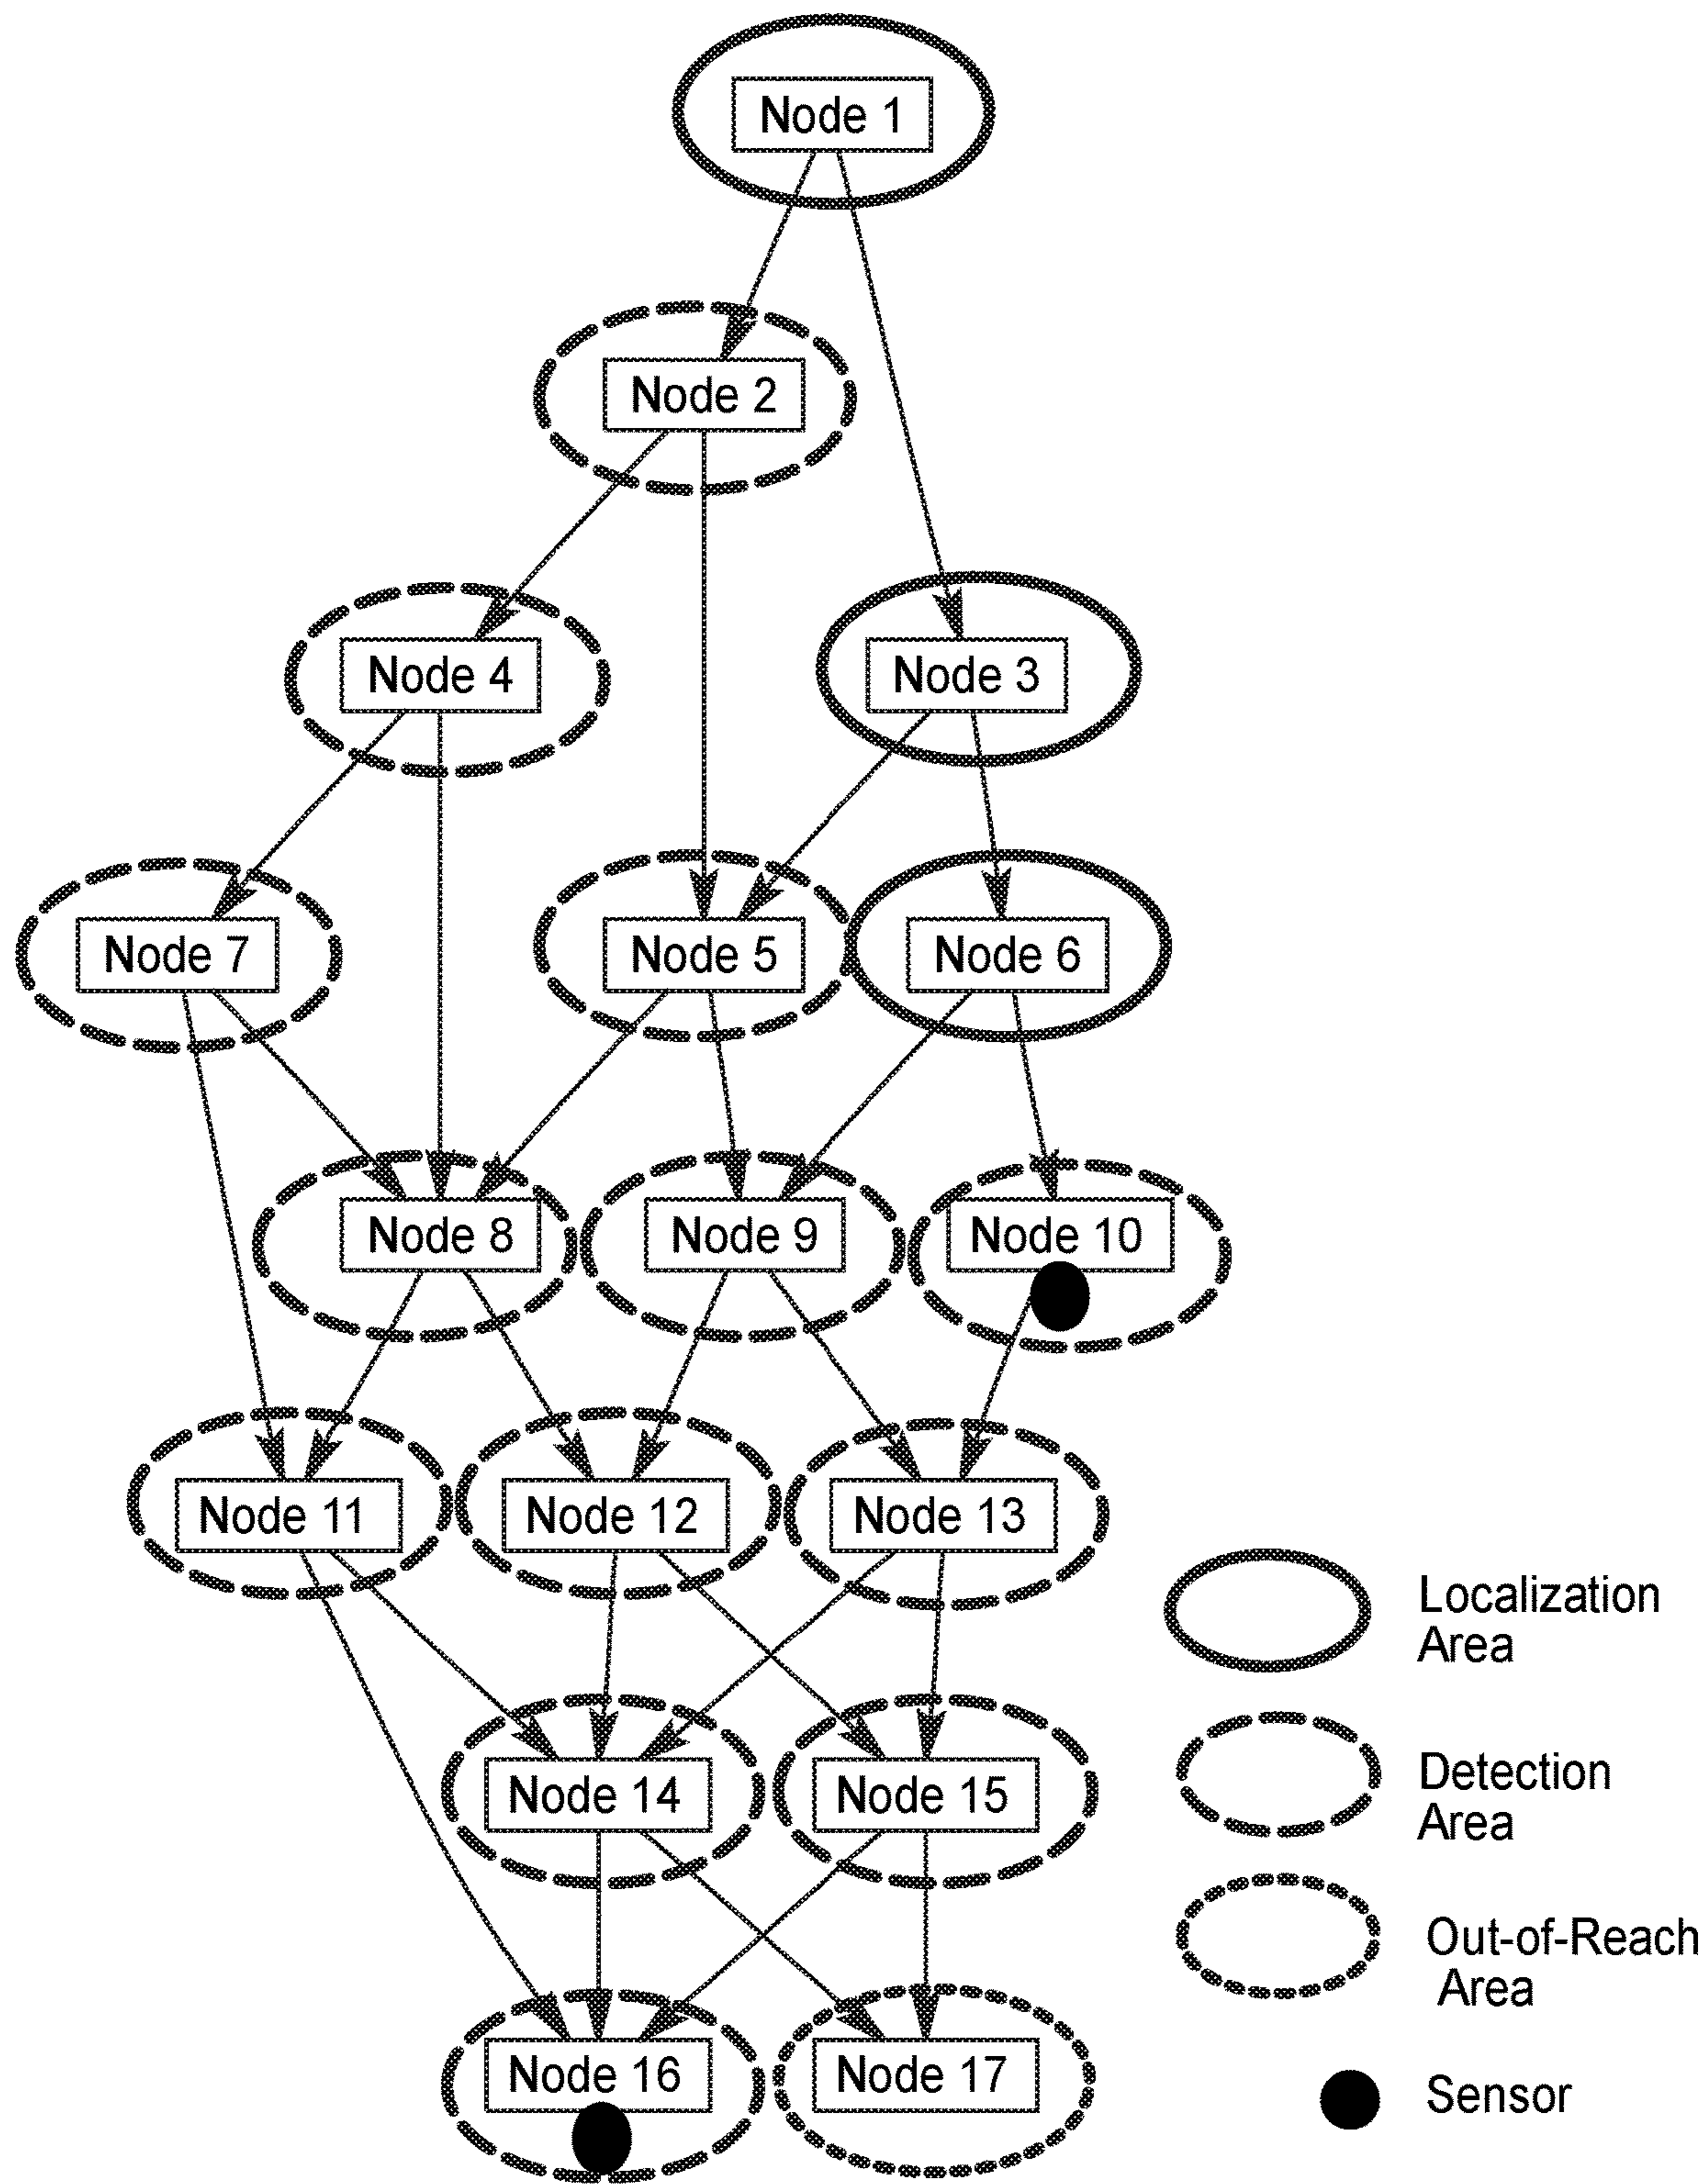 Node 1
Node 2
Node 4
Node 3
Node 7
Node 5
Node 6
Node 8
Node 9
Node 10
Node 11
Node 12
Node 13
Localization
Area
Node 14
Node 15
Detection
Area
Out-of-Reach
Area
Node 16
Node 17
Sensor